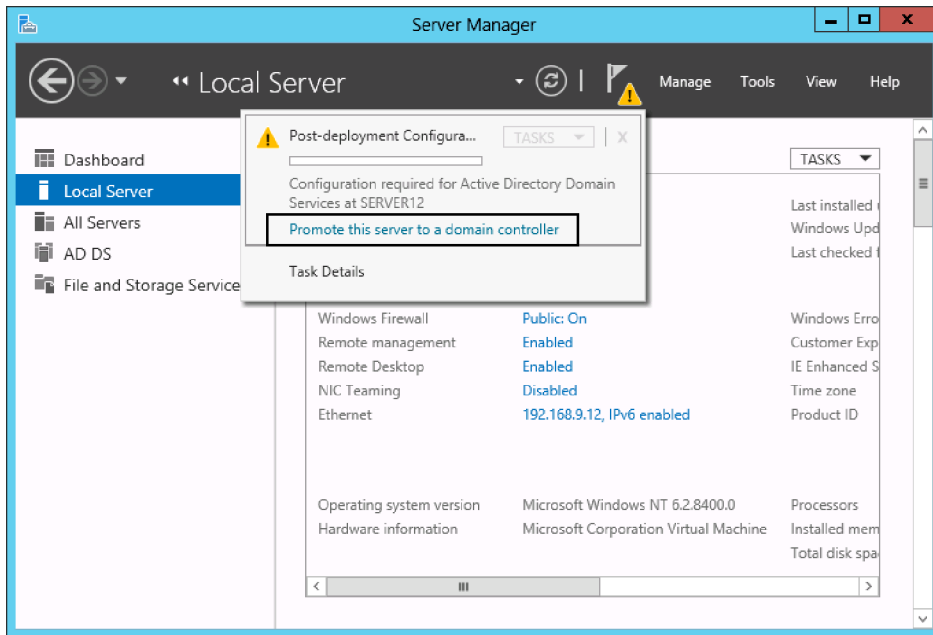 Server Manager
Local Server
Manage Tools View Help
Post-deployment Configura... TASKS X
Configuration required for Active Directory Domain
Services at SERVER12
Promote this server to a domain controller
Task Details
Dashboard
Local Server
All Servers
AD DS
File and Storage Service
TASKS
Last installed
Windows Upd
Last checked
Windows Firewall Public: On Windows Erro
Remote management Enabled Customer Exp
Remote Desktop Enabled IE Enhanced S
NIC Teaming Disabled Time zone
Ethernet 192.168.9.12, IPv6 enabled Product ID
Operating system version Microsoft Windows NT 6.2.8400.0 Processors
Hardware information Microsoft Corporation Virtual Machine Installed mem
Total disk spa